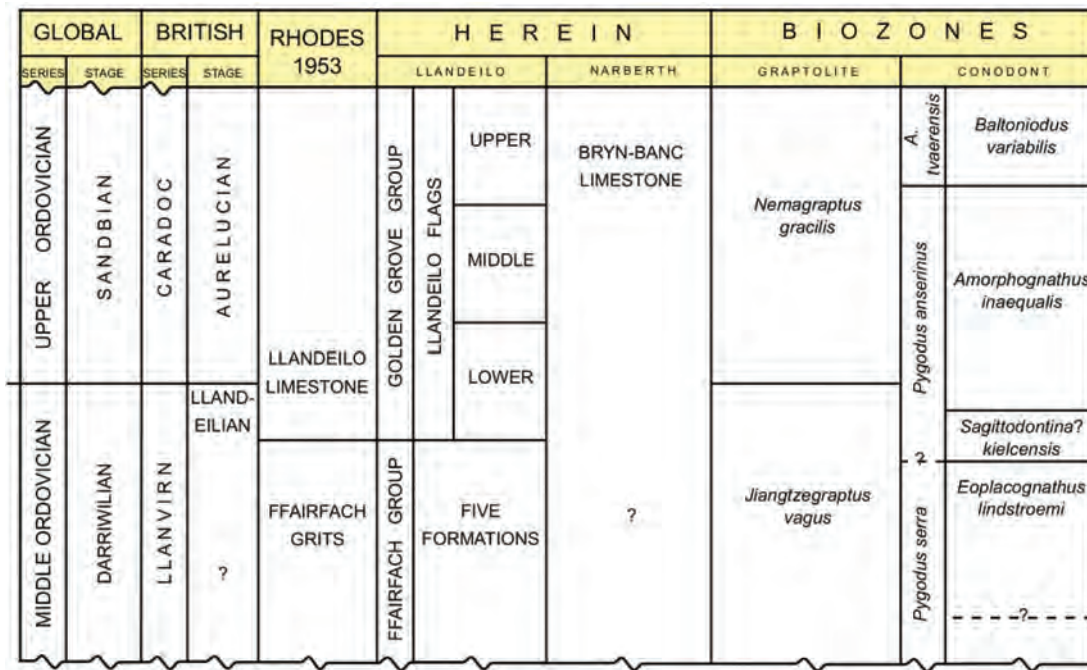 GLOBAL
BRITISH
RHODES
1953
H E R E I N
B I O Z O N E S
SERIES
STAGE
SERIES
STAGE
LLANDEILO
NARBERTH
GRAPTOLITE
CONODONT
UPPER ORDOVICIAN
SANDBIAN
CARADOC
AURELUCIAN
LLANDEILO
LIMESTONE
GOLDEN GROVE GROUP
LLANDEILO FLAGS
UPPER
MIDDLE
LOWER
BRYN-BANC
LIMESTONE
Nemagraptus
gracilis
A.
tvaerensis
Baltoniodus
variabilis
Pygodus anserinus
Amorphognathus
inaequalis
Sagittodontina?
kielcensis
MIDDLE ORDOVICIAN
DARRIWILIAN
LLANVIRN
LLAND-
EILIAN
?
FFAIRFACH
GRITS
FFAIRFACH GROUP
FIVE
FORMATIONS
?
Jiangtzegraptus
vagus
?
Pygodus serra
Eoplacognathus
lindstroemi
?